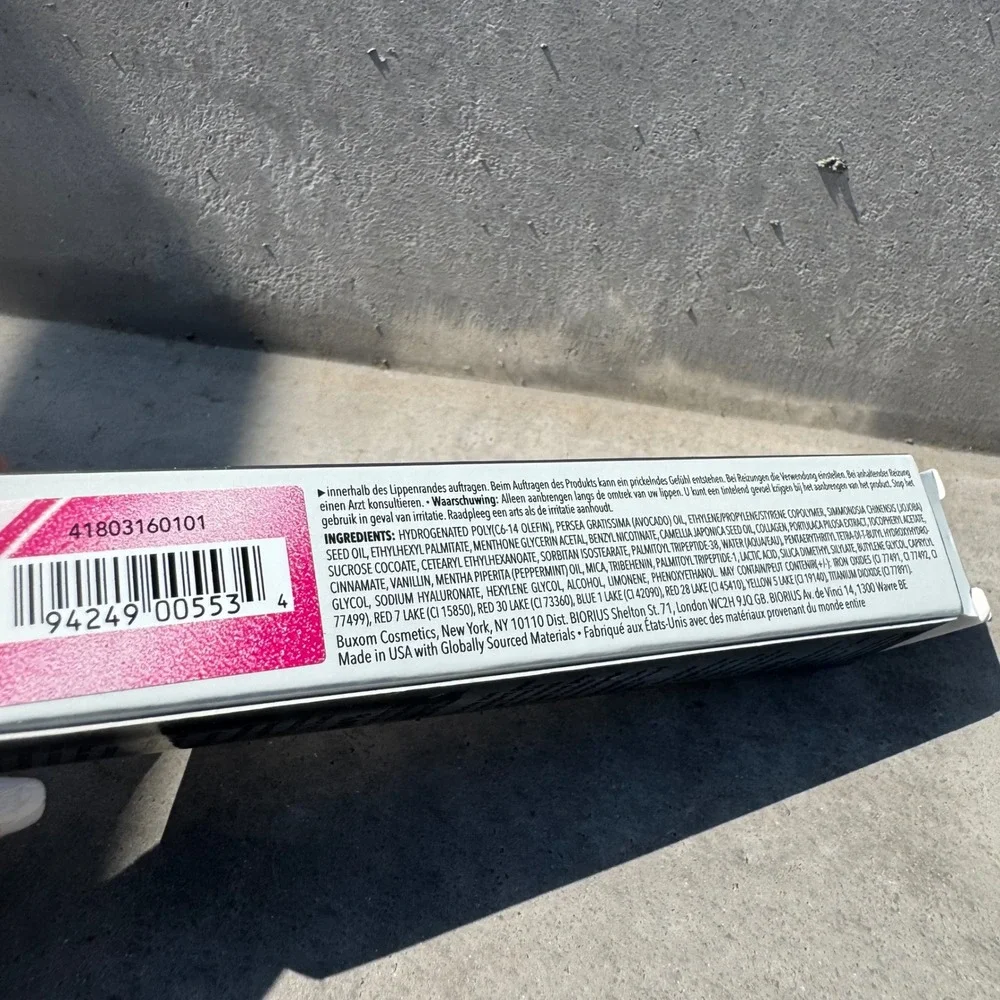 41803160101
94249 00553 4
▸innerhalb des Lippenrandes auftragen. Beim Auftragen des Produkts kann ein prickelndes Gefühl entstehen. Bei Reizungen die Verwendung einstellen. Bei anhaltender Reizung
einen Arzt konsultieren. • Waarschuwing: Alleen aanbrengen langs de omtrek van uw lippen. U kunt een tintelend gevoel krijgen bij het aanbrengen van het product. Stop het
gebruik in geval van irritatie. Raadpleeg een arts als de irritatie aanhoudt.
INGREDIENTS: HYDROGENATED POLY(C6-14 OLEFIN), PERSEA GRATISSIMA (AVOCADO) OIL, ETHYLENE/PROPYLENE/STYRENE COPOLYMER, SIMMONDSIA CHINENSIS (JOJOBA)
SEED OIL, ETHYLHEXYL PALMITATE, MENTHONE GLYCERIN ACETAL, BENZYL NICOTINATE, CAMELLIA JAPONICA SEED OIL, COLLAGEN, PORTULACA PILOSA EXTRACT, TOCOPHERYL ACETATE,
SUCROSE COCOATE, CETEARYL ETHYLHEXANOATE, SORBITAN ISOSTEARATE, PALMITOYL TRIPEPTIDE-38, WATER (AQUA/EAU), PENTAERYTHRITYL TETRA-DI-T-BUTYL HYDROXYHYDRO-
CINNAMATE, VANILLIN, MENTHA PIPERITA (PEPPERMINT) OIL, MICA, TRIBEHENIN, PALMITOYL TRIPEPTIDE-1, LACTIC ACID, SILICA DIMETHYL SILYLATE, BUTYLENE GLYCOL, CAPRYLYL
GLYCOL, SODIUM HYALURONATE, HEXYLENE GLYCOL, ALCOHOL, LIMONENE, PHENOXYETHANOL. MAY CONTAIN/PEUT CONTENIR(+/-): IRON OXIDES (CI 77491, CI 77492, CI
77499), RED 7 LAKE (CI 15850), RED 30 LAKE (CI 73360), BLUE 1 LAKE (CI 42090), RED 28 LAKE (CI 45410), YELLOW 5 LAKE (CI 19140), TITANIUM DIOXIDE (CI 77891).
Buxom Cosmetics, New York, NY 10110 Dist. BIORIUS Shelton St. 71, London WC2H 9JQ GB. BIORIUS Av. de Vinci 14, 1300 Wavre BE
Made in USA with Globally Sourced Materials • Fabriqué aux États-Unis avec des matériaux provenant du monde entier